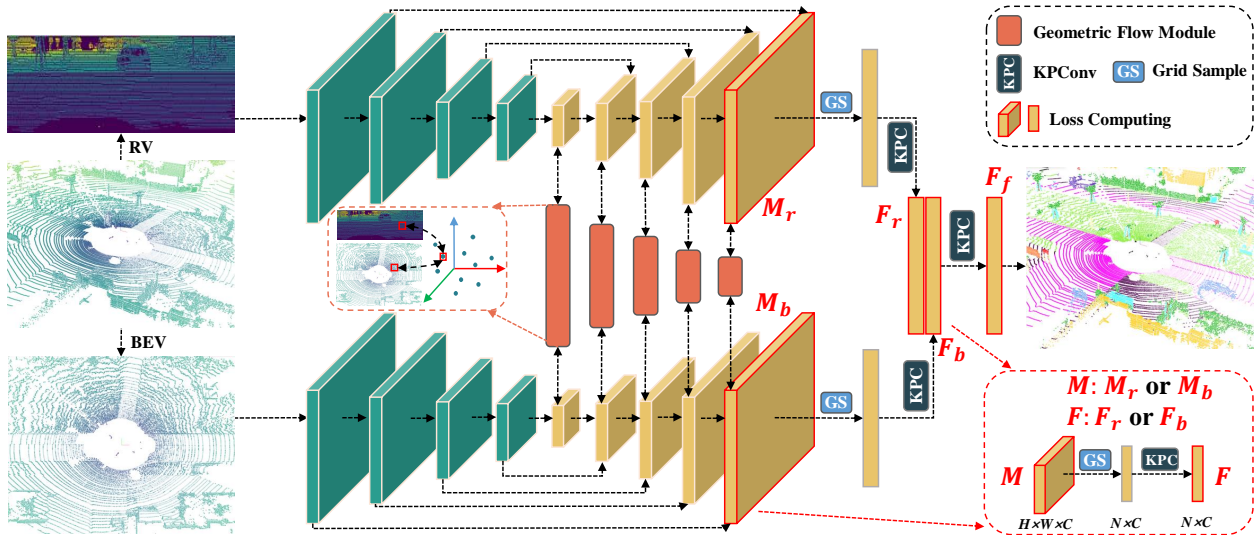 RV
BEV
M_r
M_b
GS
KPC
GS
KPC
F_r
F_b
KPC
F_f
Geometric Flow Module
KPC KPConv GS Grid Sample
Loss Computing
M: M_r or M_b
F: F_r or F_b
M GS KPC F
H×W×C N×C N×C